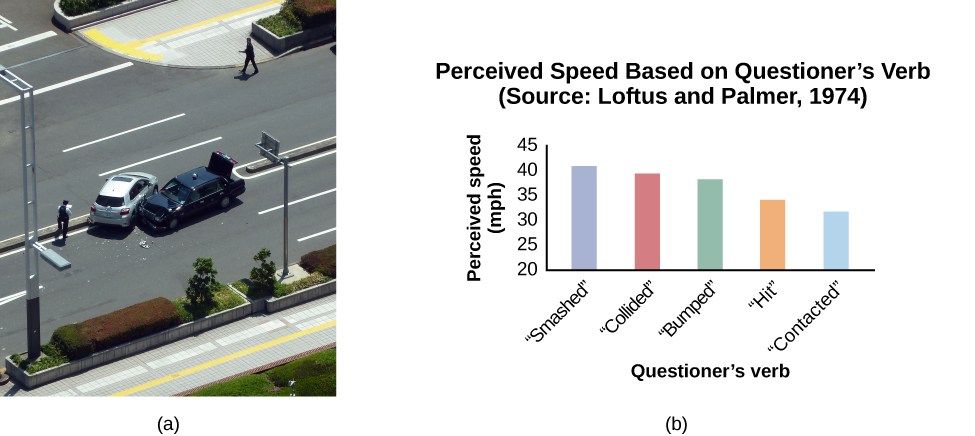 Perceived Speed Based on Questioner’s Verb
(Source: Loftus and Palmer, 1974)
Perceived speed
(mph)
45
40
35
30
25
20
“Smashed”
“Collided”
“Bumped”
“Hit”
“Contacted”
Questioner’s verb
(a)
(b)